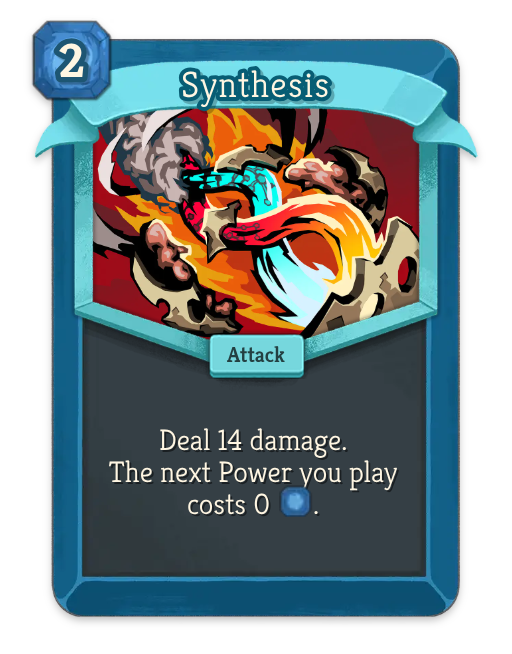 2
Synthesis
Attack
Deal 14 damage.
The next Power you play
costs 0 .